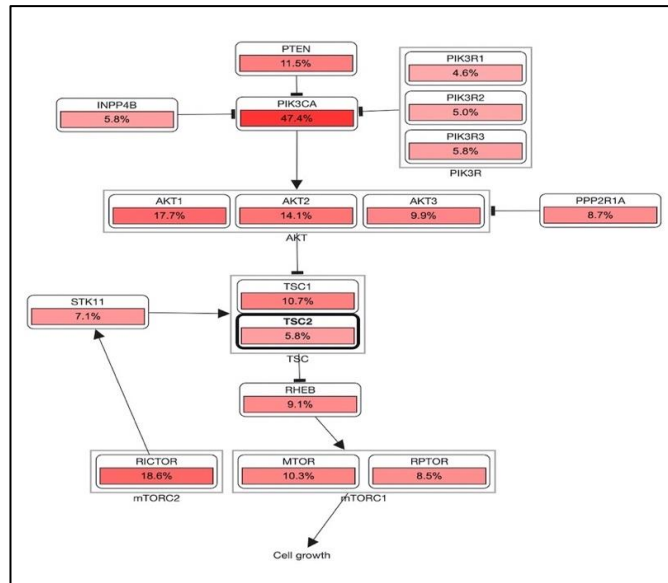 PTEN
11.5%
PIK3R1
4.6%
INPP4B
5.8%
PIK3CA
47.4%
PIK3R2
5.0%
PIK3R3
5.8%
PIK3R
AKT1
17.7%
AKT2
14.1%
AKT3
9.9%
AKT
PPP2R1A
8.7%
TSC1
10.7%
STK11
7.1%
TSC2
5.8%
TSC
RHEB
9.1%
RICTOR
18.6%
mTORC2
MTOR
10.3%
RPTOR
8.5%
mTORC1
Cell growth